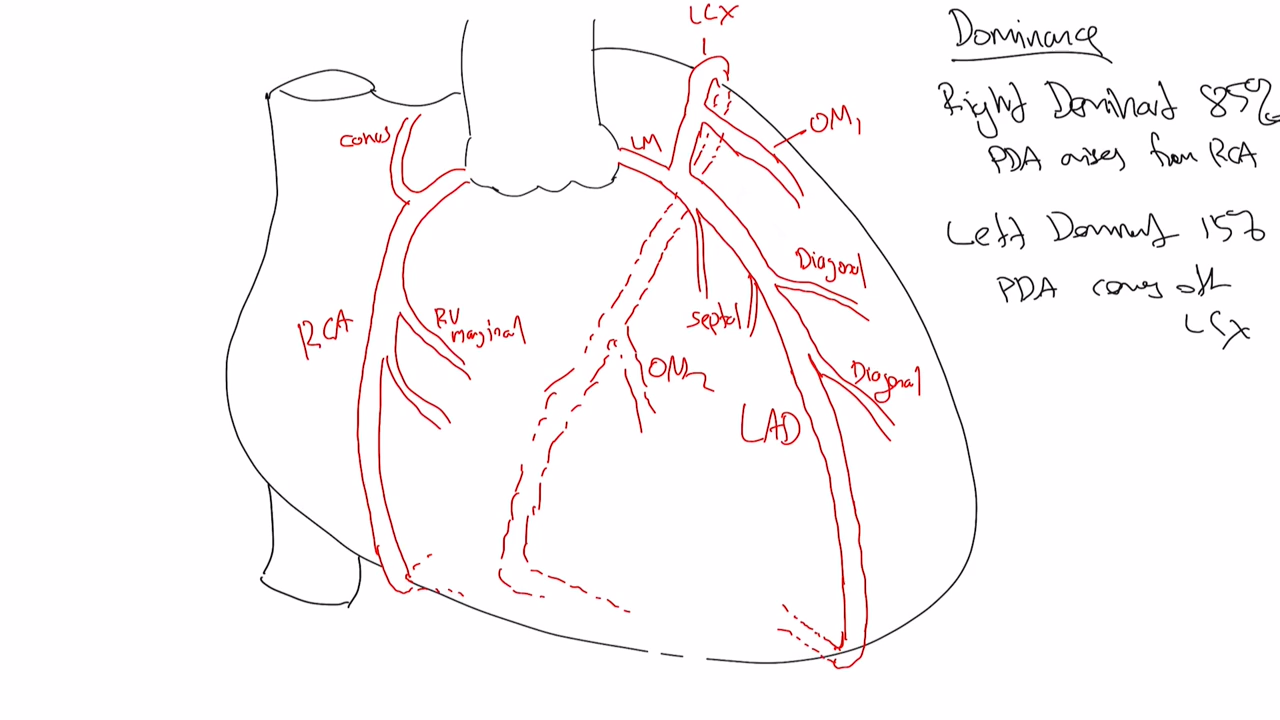 LCX
Dominance
Right Dominant 85%
PDA arises from RCA
Left Dominant 15%
PDA comes off
LCX
conus
LM
OM1
RCA
RV
marginal
septal
Diagonal
OM2
LAD
Diagonal